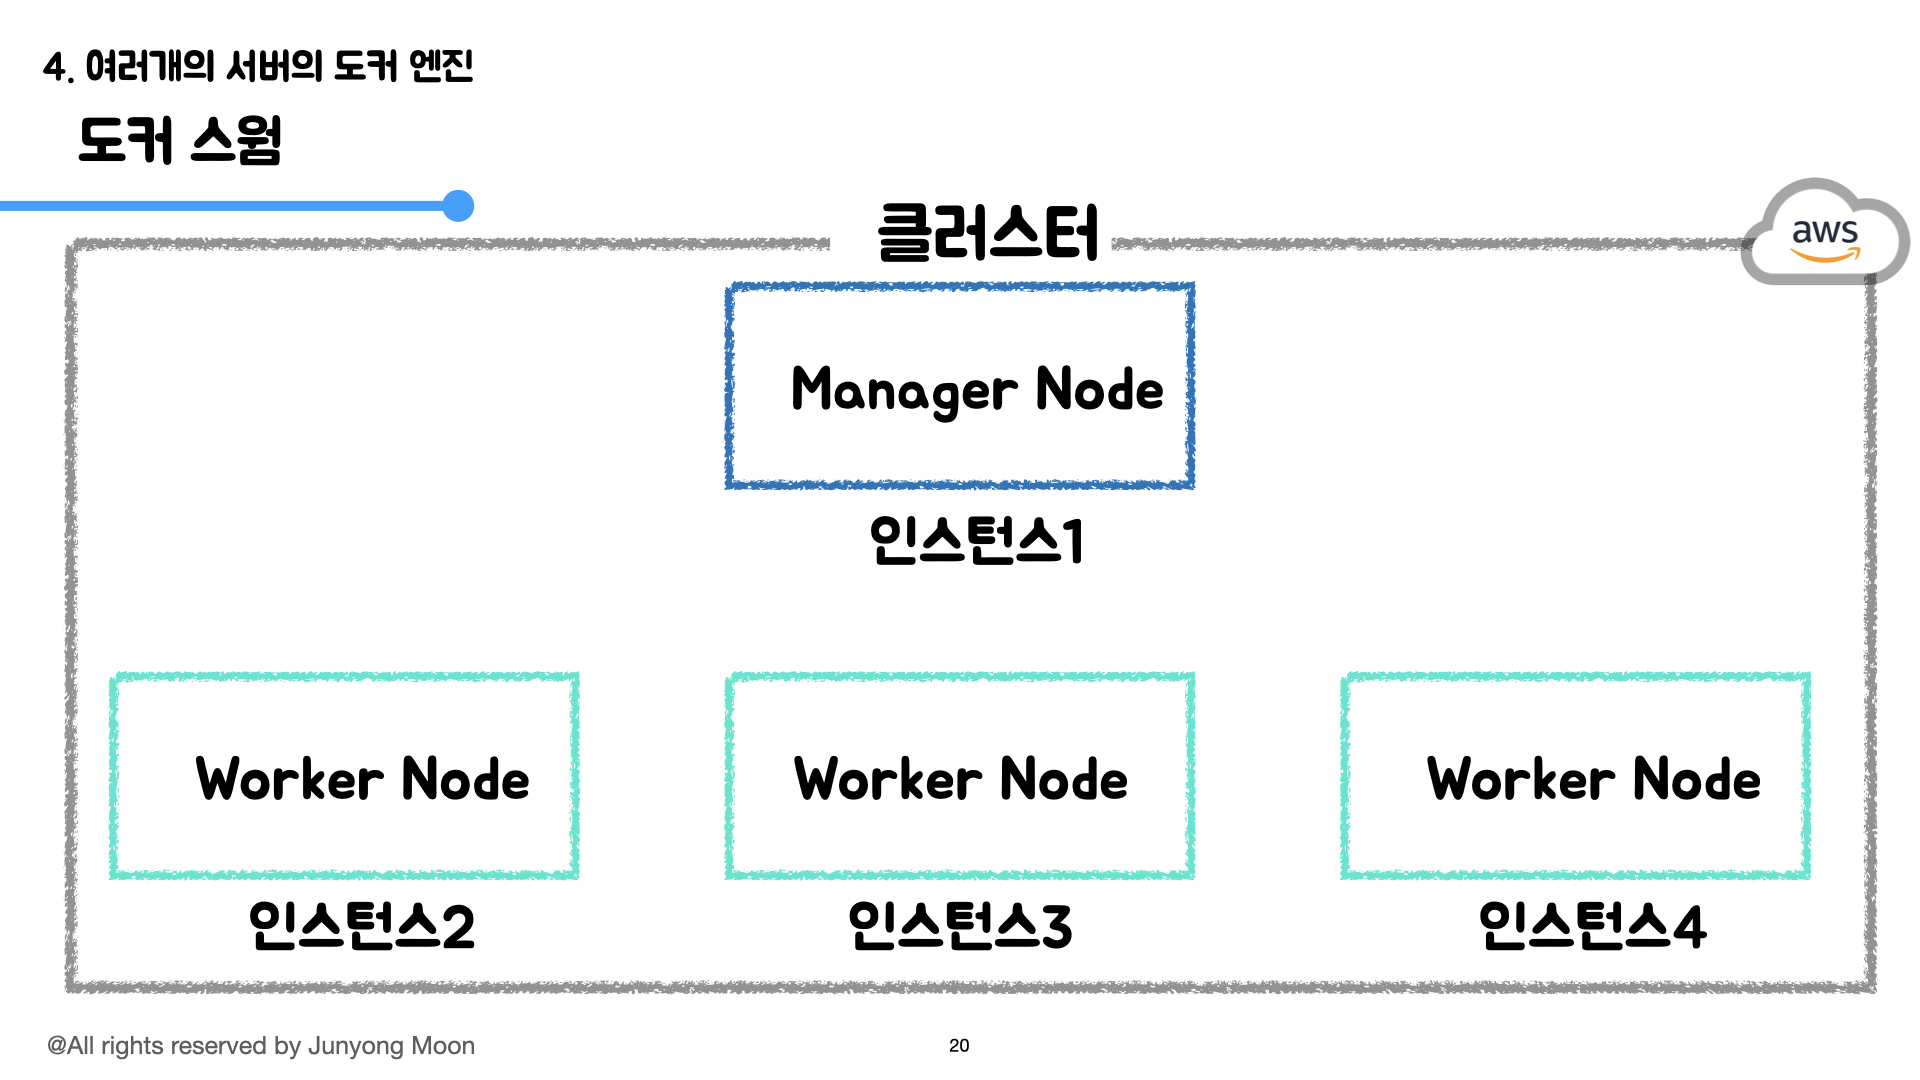 4. 여러개의 서버의 도커 엔진
도커 스웜
클러스터
aws
Manager Node
인스턴스1
Worker Node
Worker Node
Worker Node
인스턴스2
인스턴스3
인스턴스4
@All rights reserved by Junyong Moon
20